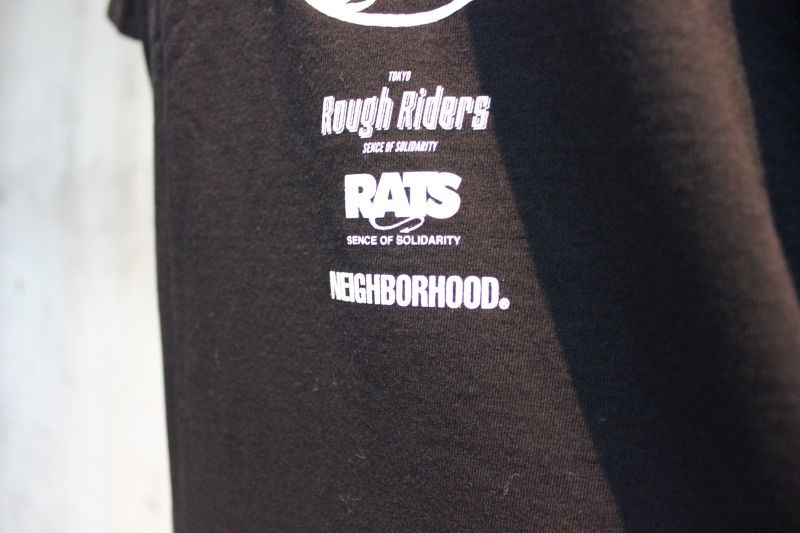 TOKYO
Rough Riders
SENCE OF SOLIDARITY
RATS
SENCE OF SOLIDARITY
NEIGHBORHOOD®